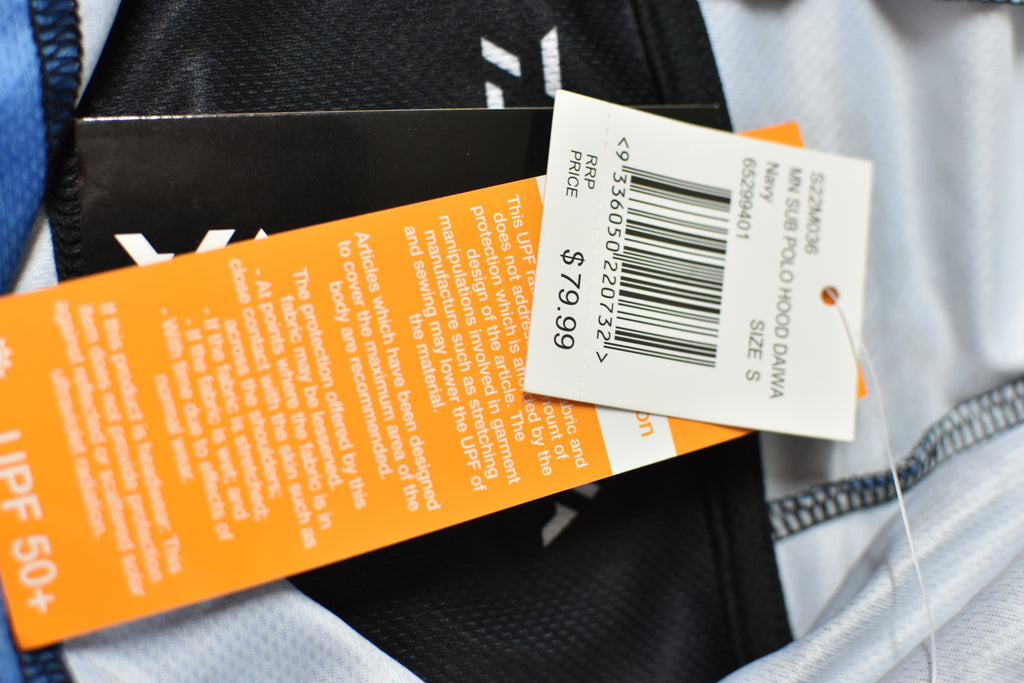 S22M036
MN SUB POLO HOOD DAIWA
Navy
65299401 SIZE S
<9 336050 220732>
RRP
PRICE $79.99
This UPF
does not address
protection which is afforded by the
design of the article. The
manipulations involved in garment
manufacture such as stretching
and sewing may lower the UPF of
the material.
Articles which have been designed
to cover the maximum area of the
body are recommended.
The protection offered by this
fabric may be lessened.
- At points where the fabric is in
close contact with the skin such as
across the shoulders;
- If the fabric is stretched;
- If the fabric is wet; and
- With time due to effects of
normal wear.
If this product is headwear: This
item does not provide protection
against reflected or scattered solar
ultraviolet radiation.
UPF 50+